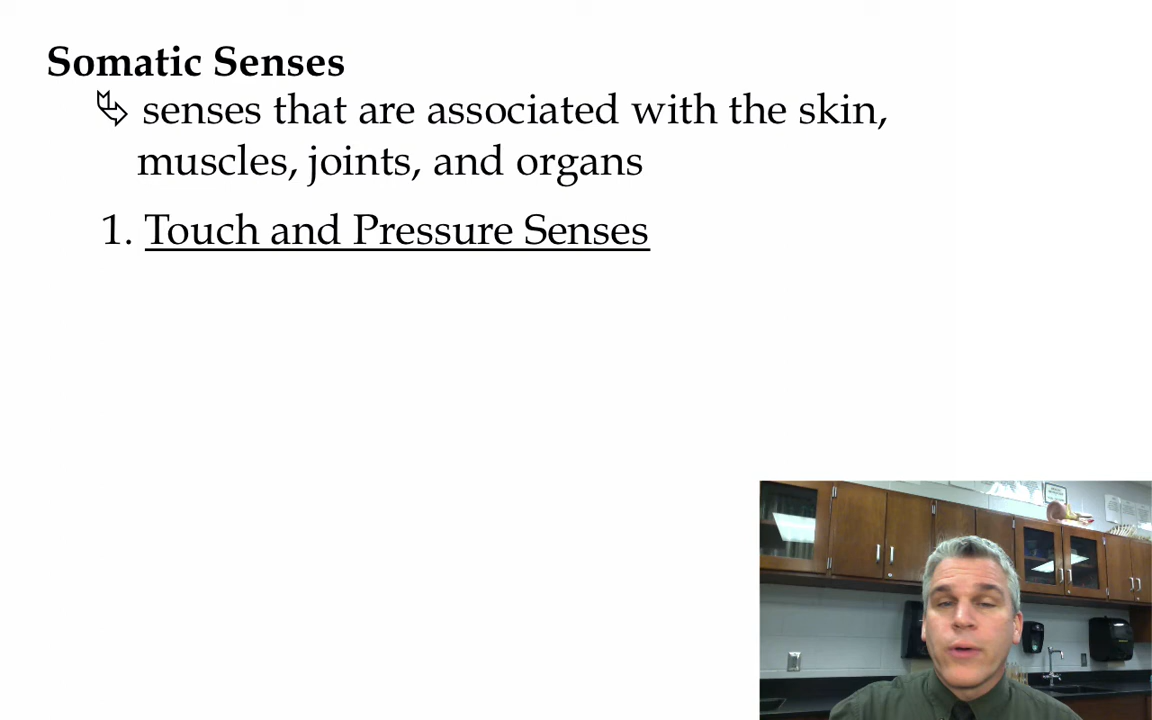 Somatic Senses
senses that are associated with the skin,
muscles, joints, and organs
1. Touch and Pressure Senses